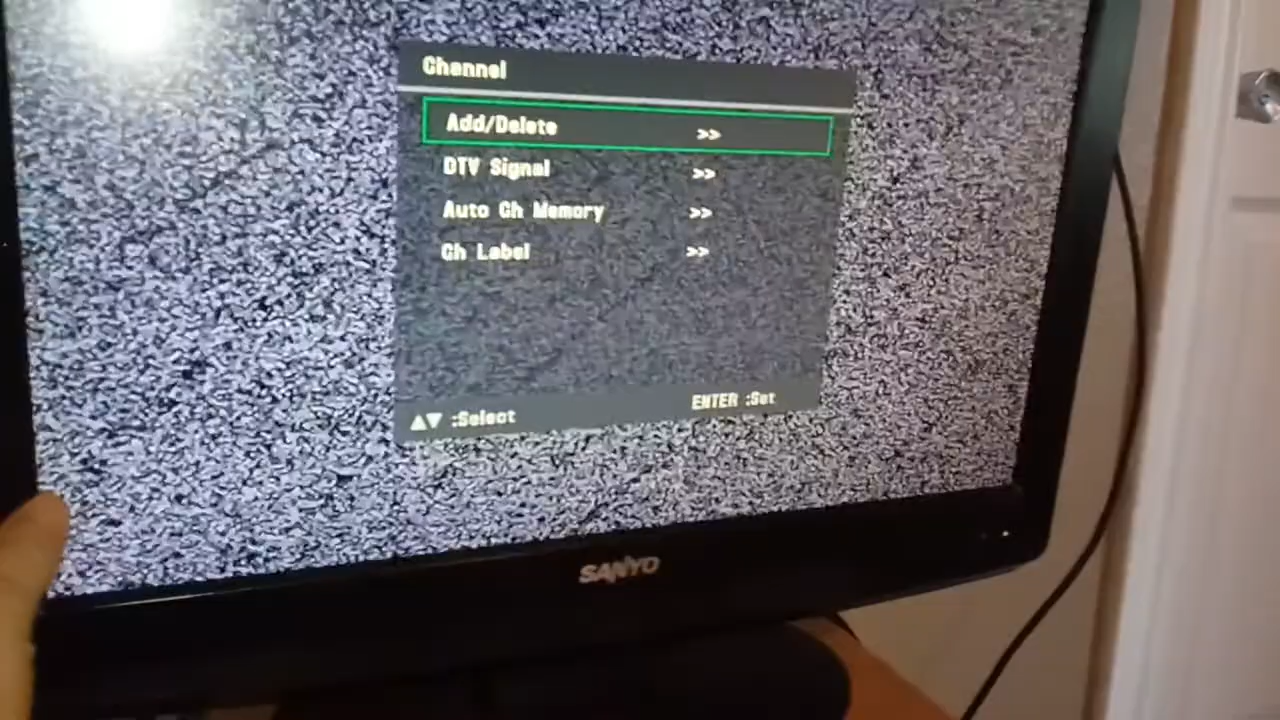 Channel
Add/Delete >>
DTV Signal >>
Auto Ch Memory >>
Ch Label >>
▲▼ :Select ENTER :Set
SANYO